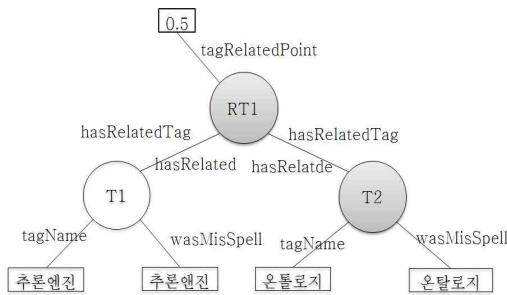 0.5
tagRelatedPoint
RT1
hasRelatedTag
hasRelatedTag
hasRelated
hasRelatde
T1
T2
tagName
wasMisSpell
tagName
wasMisSpell
추론엔진
추론앤진
온톨로지
온탈로지